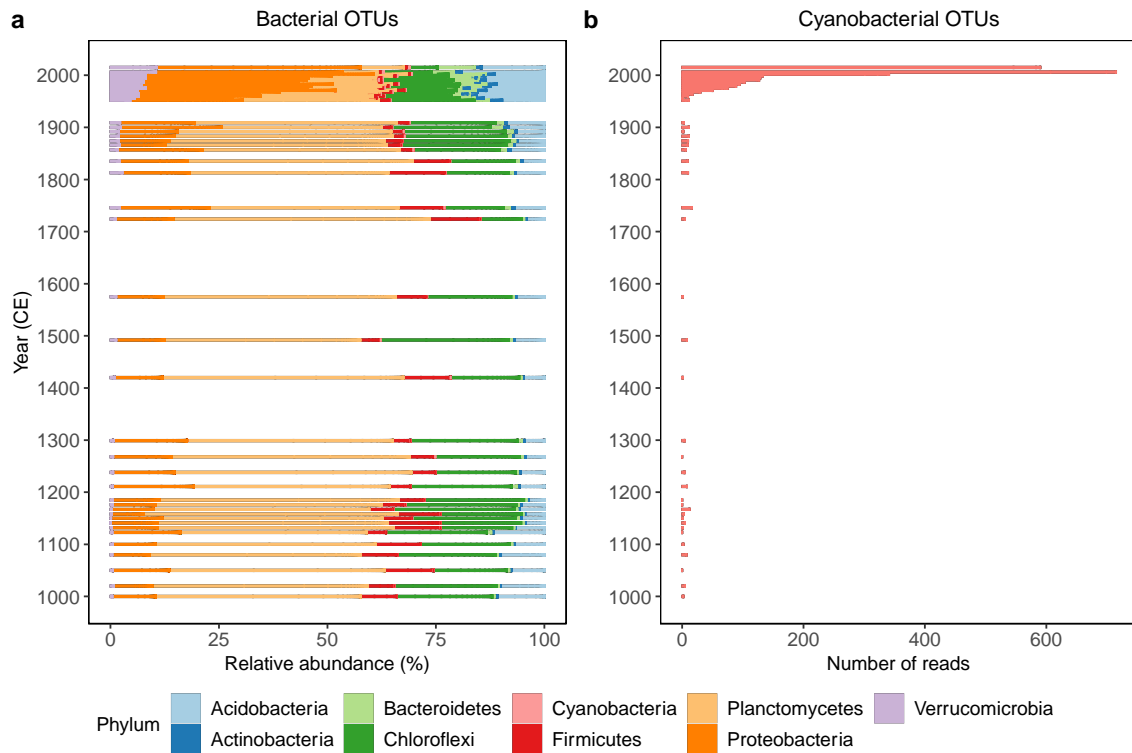 a
Bacterial OTUs
b
Cyanobacterial OTUs
Year (CE)
2000
1900
1800
1700
1600
1500
1400
1300
1200
1100
1000
0
25
50
75
100
Relative abundance (%)
2000
1900
1800
1700
1600
1500
1400
1300
1200
1100
1000
0
200
400
600
Number of reads
Phylum
Acidobacteria
Bacteroidetes
Cyanobacteria
Planctomycetes
Verrucomicrobia
Actinobacteria
Chloroflexi
Firmicutes
Proteobacteria